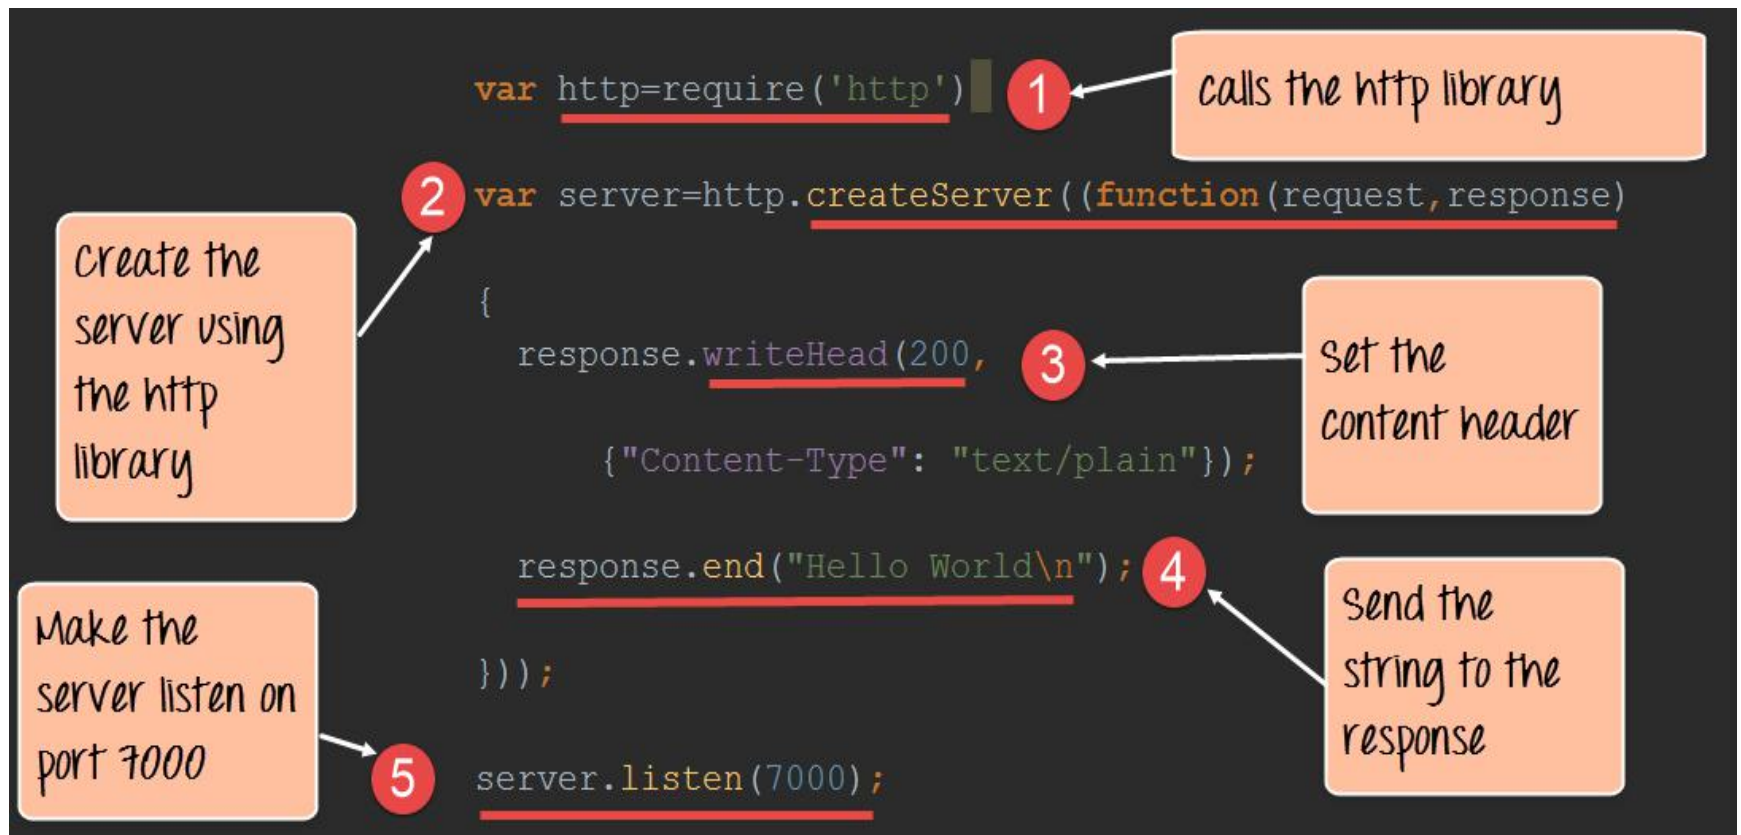 var http=require('http')
1
calls the http library
2
var server=http.createServer((function(request,response)
Create the
server using
the http
library
{
response.writeHead(200,
3
set the
content header
{"Content-Type": "text/plain"});
response.end("Hello World\n");
4
Send the
string to the
response
}));
Make the
server listen on
port 7000
5
server.listen(7000);